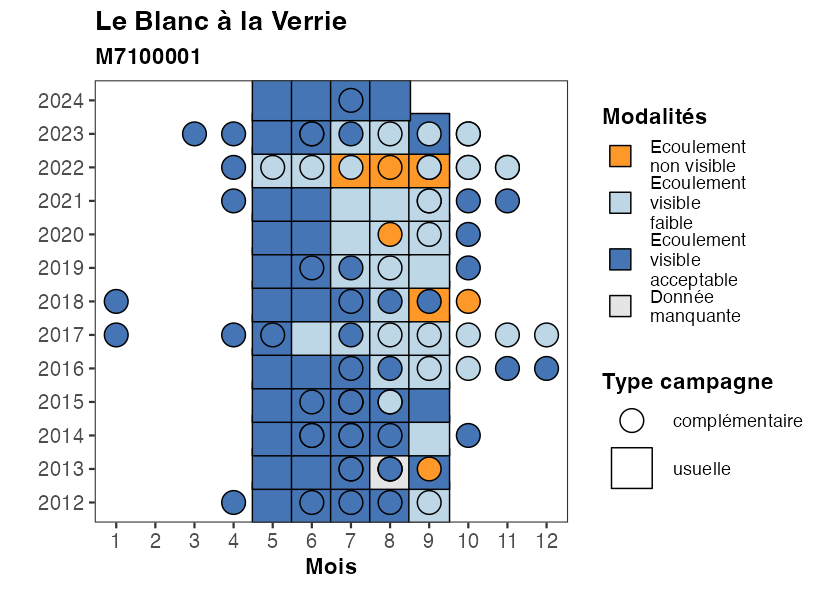 Le Blanc à la Verrie
M7100001
2024
2023
2022
2021
2020
2019
2018
2017
2016
2015
2014
2013
2012
1 2 3 4 5 6 7 8 9 10 11 12
Mois
Modalités
Ecoulement
non visible
Ecoulement
visible
faible
Ecoulement
visible
acceptable
Donnée
manquante
Type campagne
complémentaire
usuelle